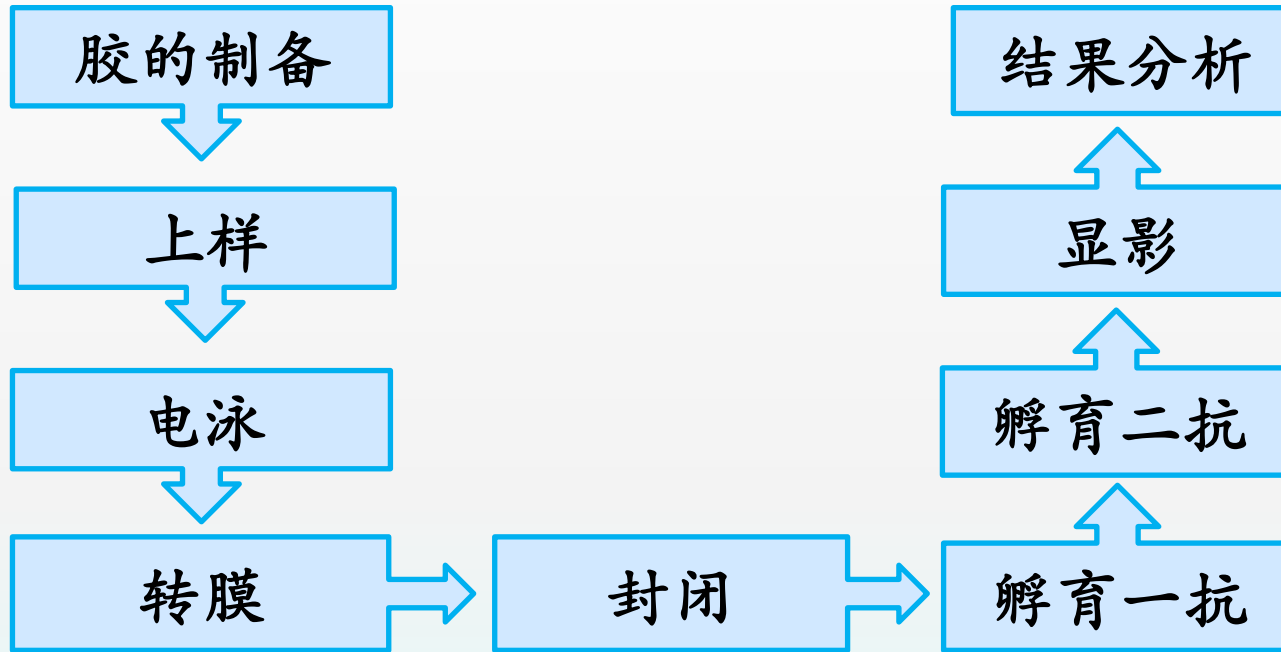 胶的制备
上样
电泳
转膜
封闭
孵育一抗
孵育二抗
显影
结果分析